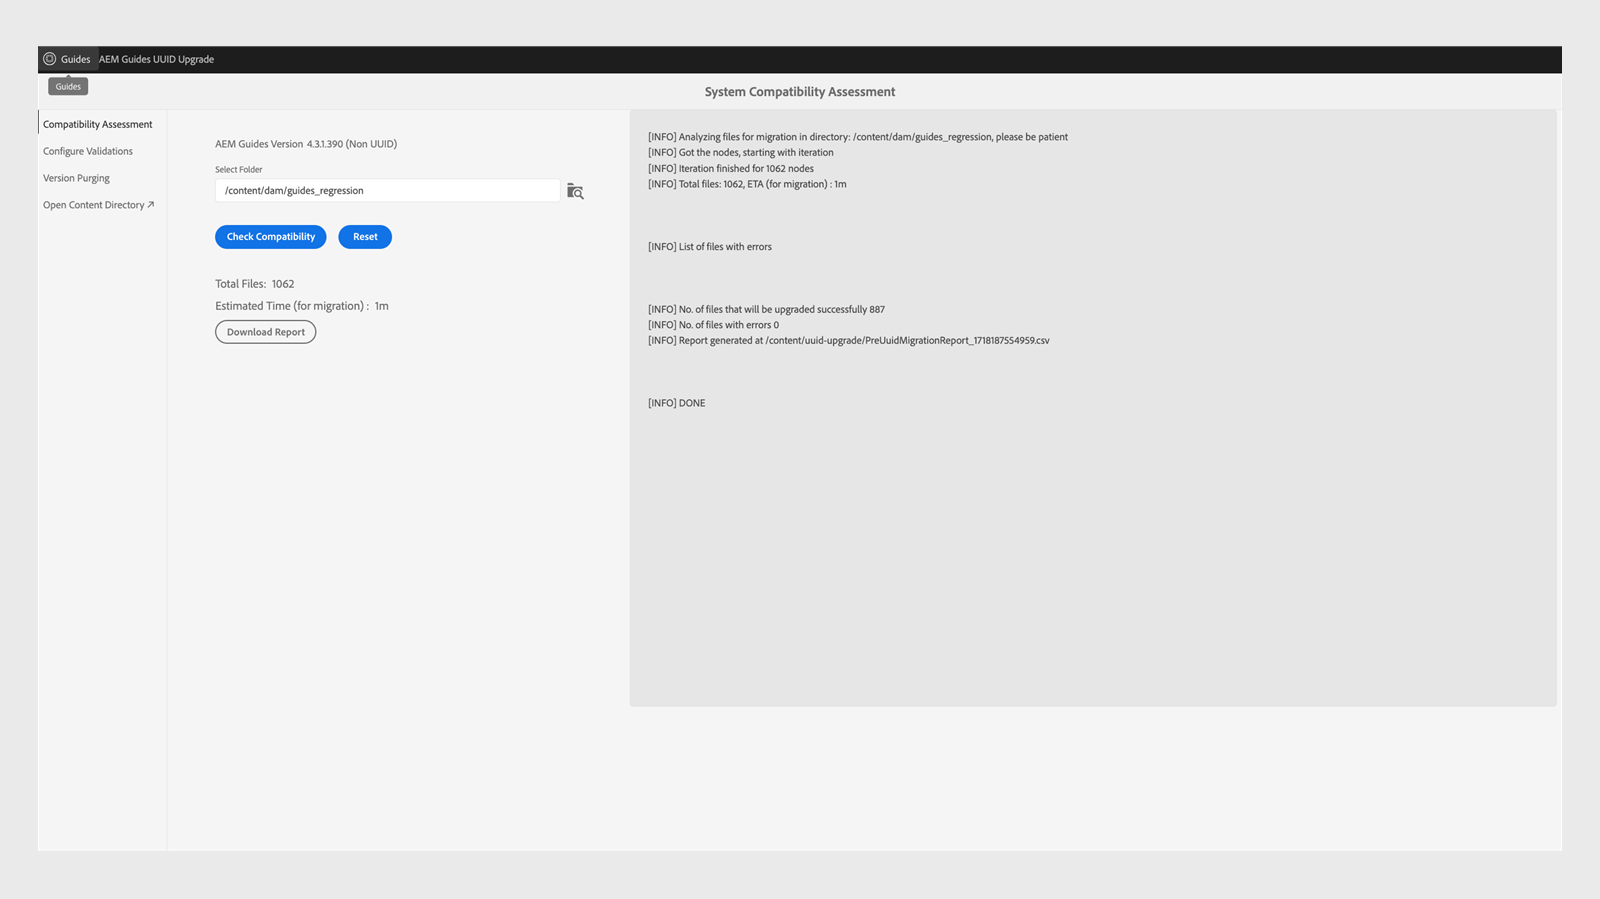 Guides AEM Guides UUID Upgrade
Guides
System Compatibility Assessment
Compatibility Assessment
Configure Validations
Version Purging
Open Content Directory
AEM Guides Version 4.3.1.390 (Non UUID)
Select Folder
/content/dam/guides_regression
Check Compatibility
Reset
Total Files: 1062
Estimated Time (for migration) : 1m
Download Report
[INFO] Analyzing files for migration in directory: /content/dam/guides_regression, please be patient
[INFO] Got the nodes, starting with iteration
[INFO] Iteration finished for 1062 nodes
[INFO] Total files: 1062, ETA (for migration) : 1m
[INFO] List of files with errors
[INFO] No. of files that will be upgraded successfully 887
[INFO] No. of files with errors 0
[INFO] Report generated at /content/uuid-upgrade/PreUuidMigrationReport_1718187554959.csv
[INFO] DONE